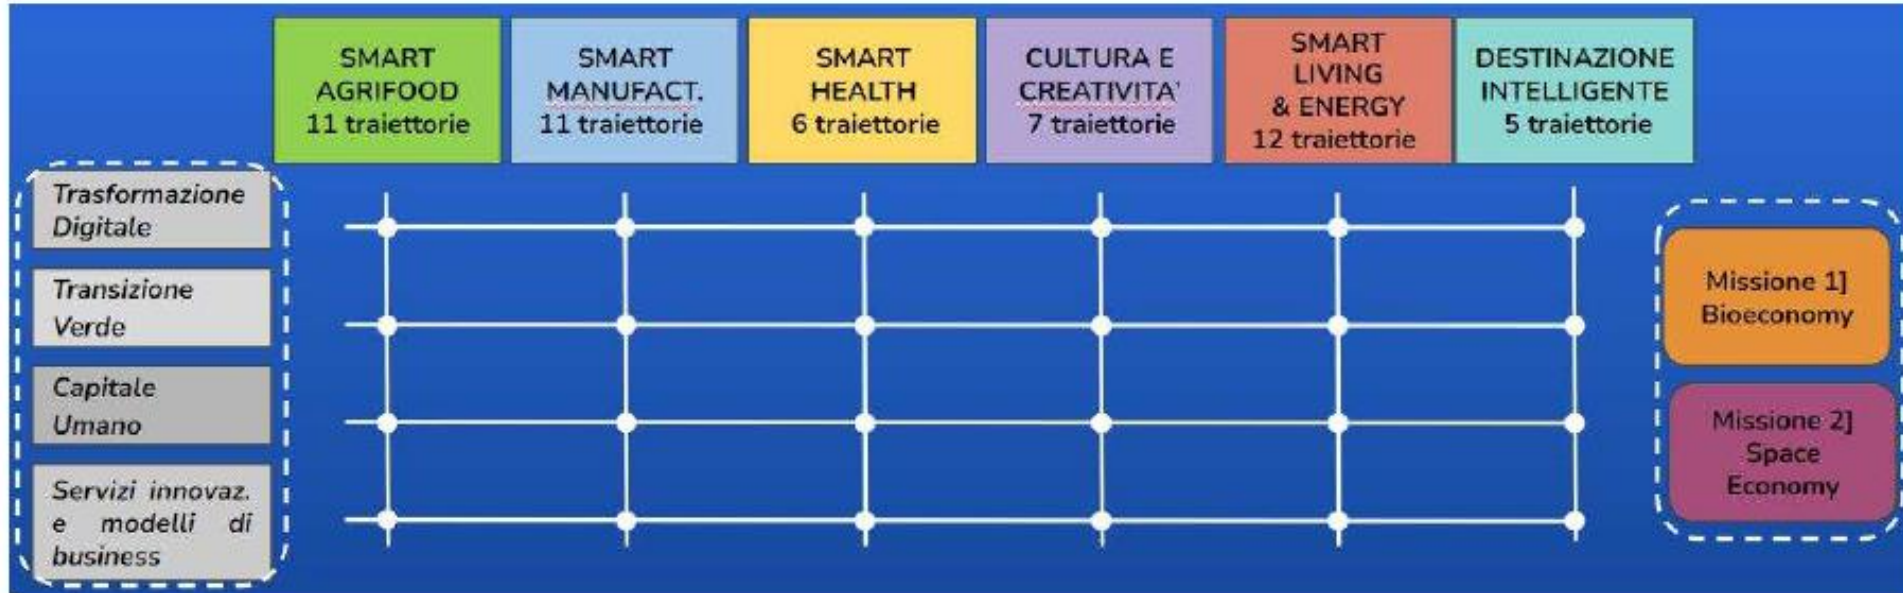 SMART
AGRIFOOD
11 traiettorie
SMART
MANUFACT.
11 traiettorie
SMART
HEALTH
6 traiettorie
CULTURA E
CREATIVITA'
7 traiettorie
SMART
LIVING
& ENERGY
12 traiettorie
DESTINAZIONE
INTELLIGENTE
5 traiettorie
Trasformazione
Digitale
Transizione
Verde
Capitale
Umano
Servizi innovaz.
e modelli di
business
Missione 1]
Bioeconomy
Missione 2]
Space
Economy